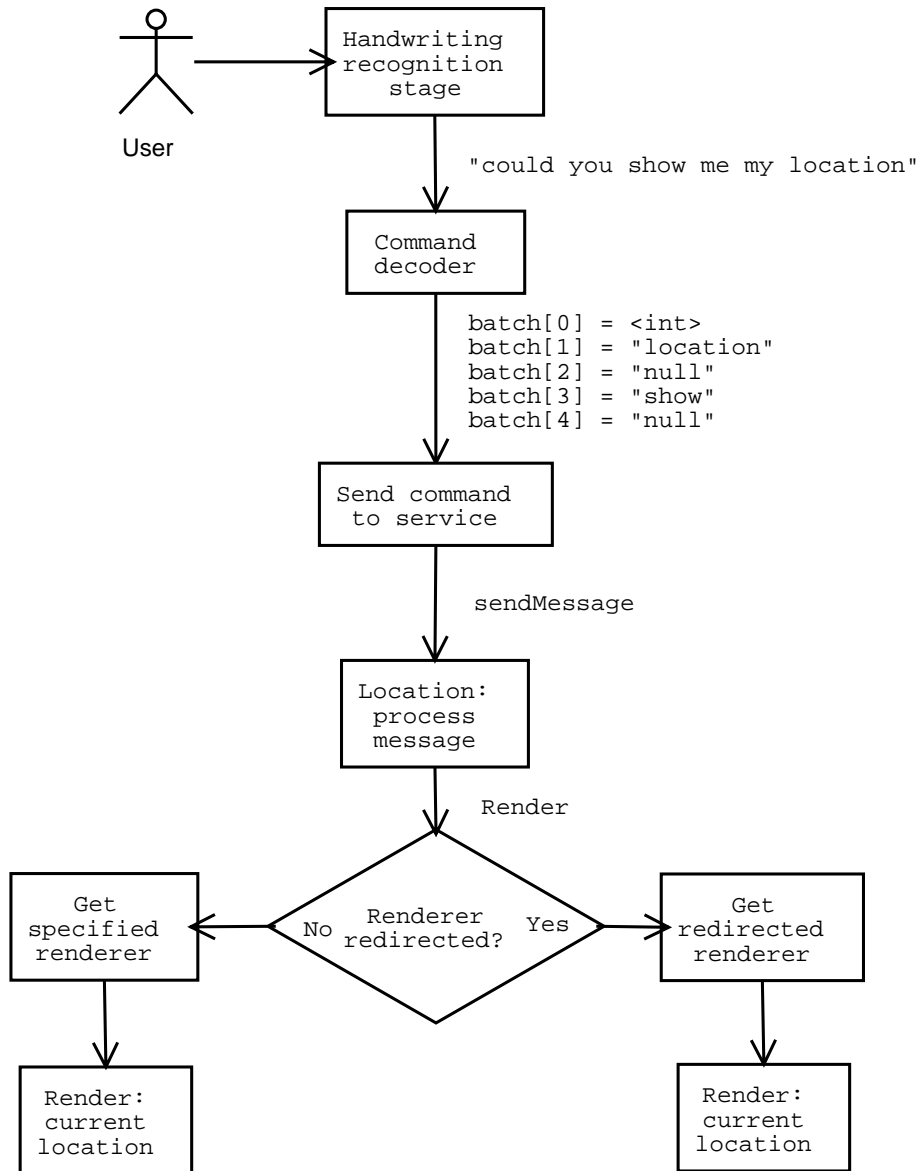 Handwriting
recognition
stage
User
"could you show me my location"
Command
decoder
batch[0] = <int>
batch[1] = "location"
batch[2] = "null"
batch[3] = "show"
batch[4] = "null"
Send command
to service
sendMessage
Location:
process
message
Render
Get
specified
renderer
No
Renderer
redirected?
Yes
Get
redirected
renderer
Render:
current
location
Render:
current
location